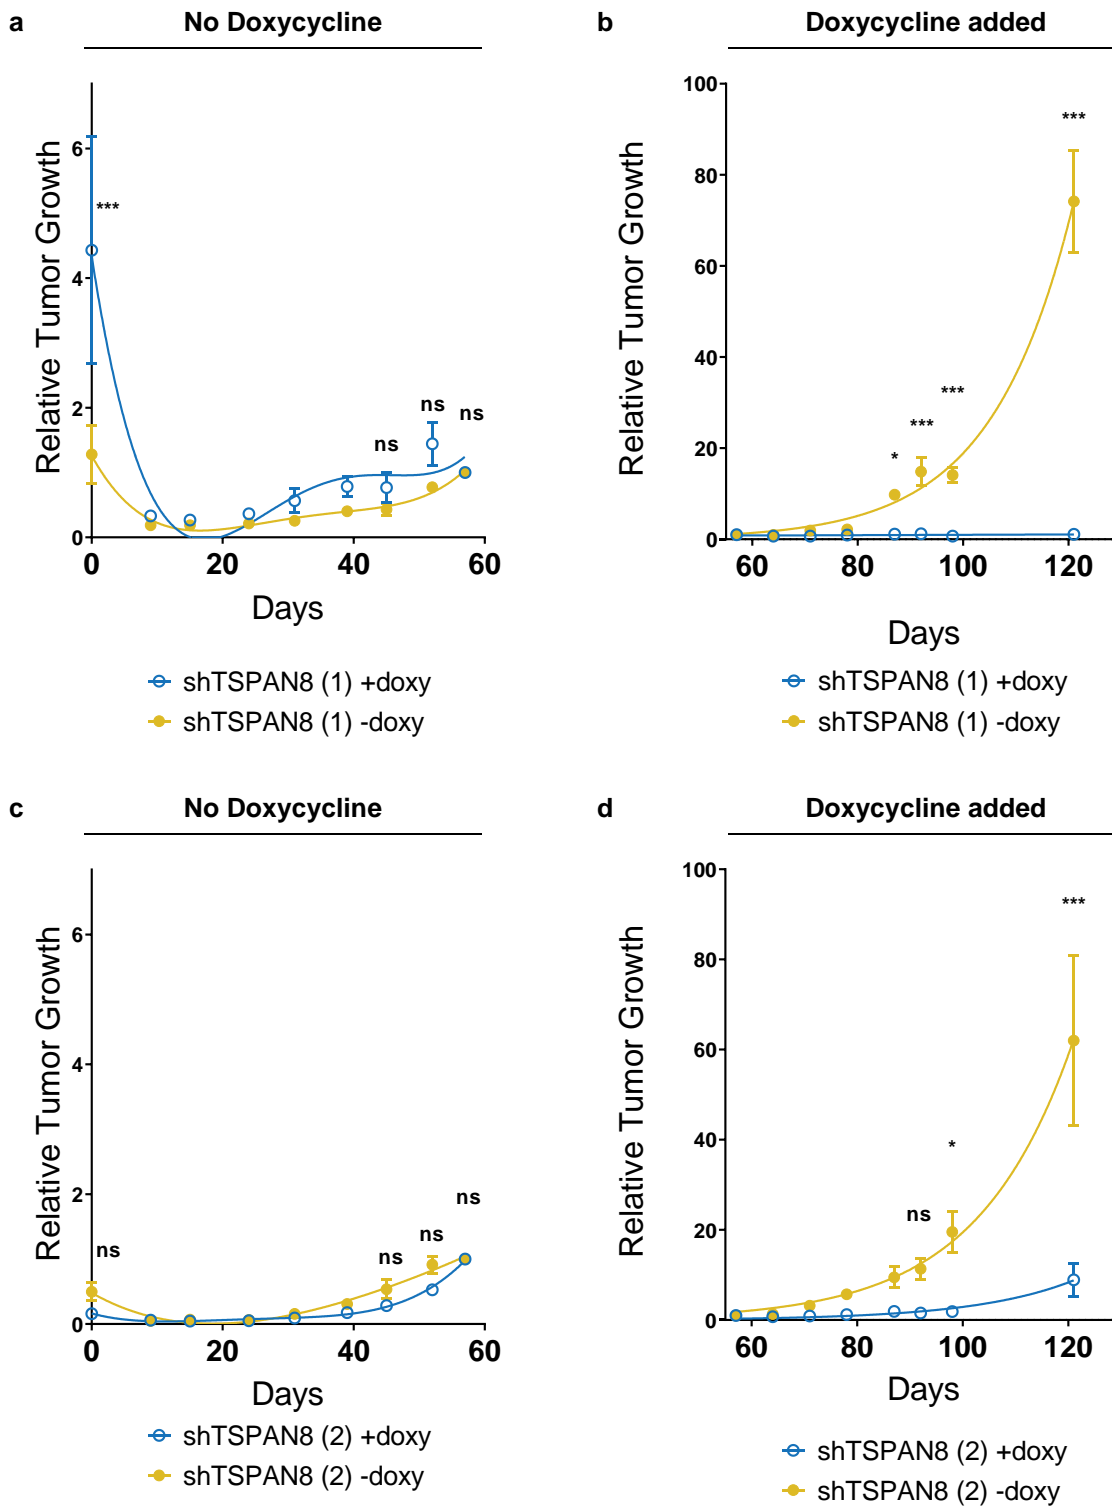 a
No Doxycycline
Relative Tumor Growth
6
4
2
0
***
ns
ns
ns
0 20 40 60
Days
shTSPAN8 (1) +doxy
shTSPAN8 (1) -doxy
b
Doxycycline added
Relative Tumor Growth
100
80
60
40
20
0
***
***
***
*
60 80 100 120
Days
shTSPAN8 (1) +doxy
shTSPAN8 (1) -doxy
c
No Doxycycline
Relative Tumor Growth
6
4
2
0
ns
ns
ns
ns
0 20 40 60
Days
shTSPAN8 (2) +doxy
shTSPAN8 (2) -doxy
d
Doxycycline added
Relative Tumor Growth
100
80
60
40
20
0
***
*
ns
60 80 100 120
Days
shTSPAN8 (2) +doxy
shTSPAN8 (2) -doxy